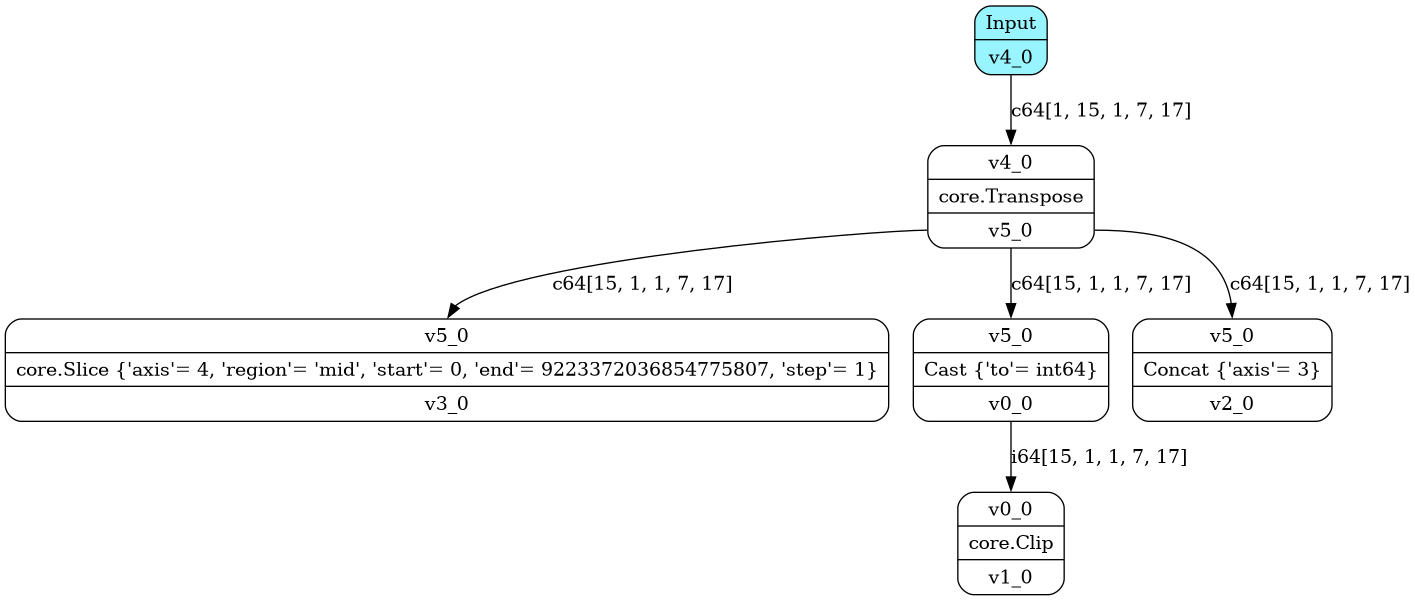 Input
v4_0
c64[1, 15, 1, 7, 17]
v4_0
core.Transpose
v5_0
c64[15, 1, 1, 7, 17]
c64[15, 1, 1, 7, 17]
c64[15, 1, 1, 7, 17]
v5_0
core.Slice {'axis'= 4, 'region'= 'mid', 'start'= 0, 'end'= 9223372036854775807, 'step'= 1}
v3_0
v5_0
Cast {'to'= int64}
v0_0
v5_0
Concat {'axis'= 3}
v2_0
i64[15, 1, 1, 7, 17]
v0_0
core.Clip
v1_0